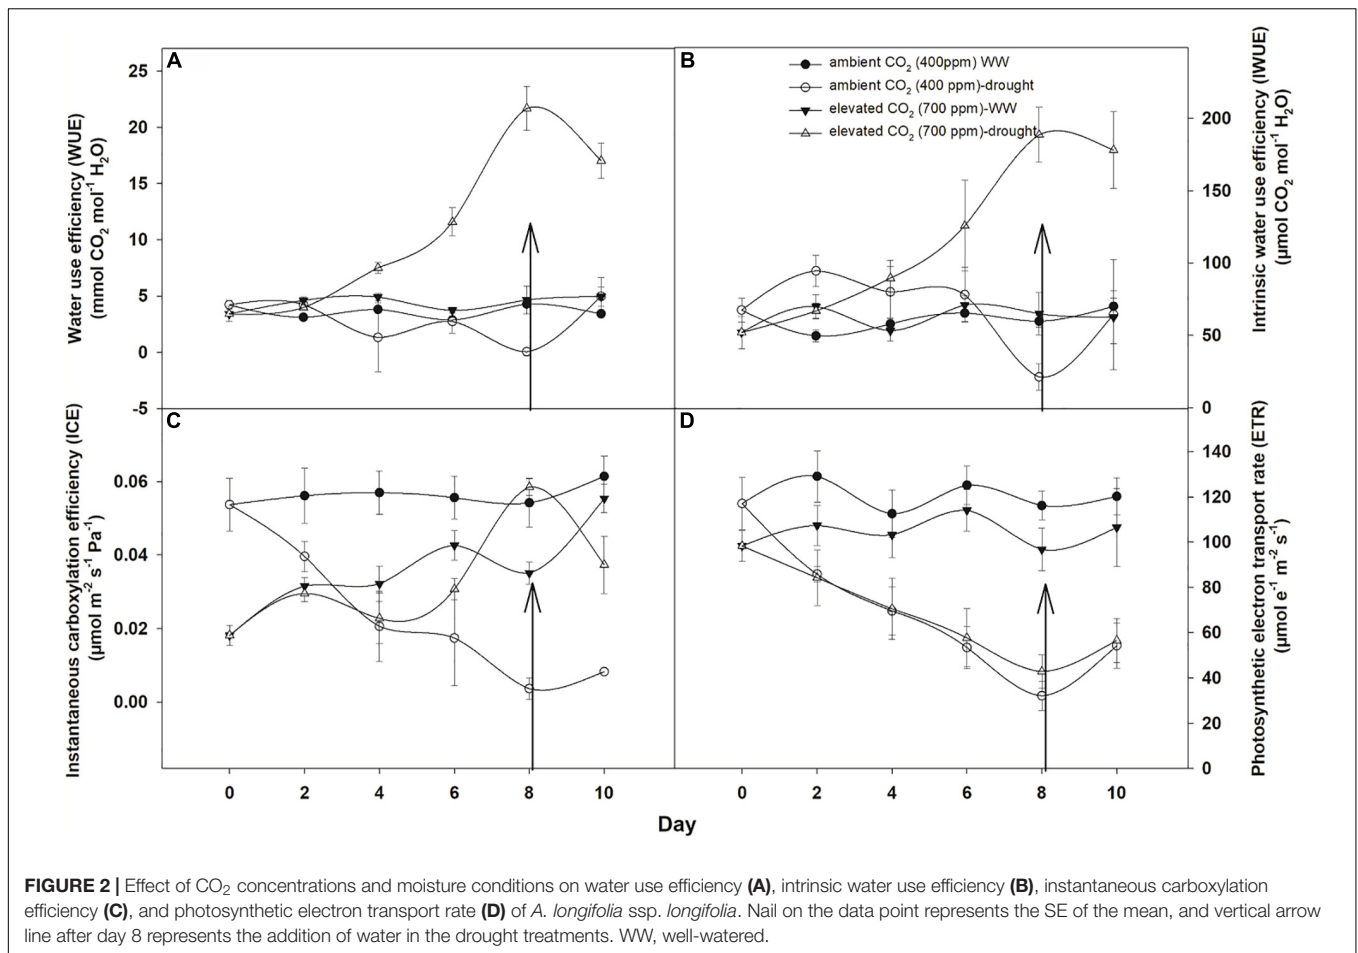 A
B
ambient CO2 (400ppm) WW
ambient CO2 (400 ppm)-drought
elevated CO2 (700 ppm)-WW
elevated CO2 (700 ppm)-drought
Water use efficiency (WUE)
(mmol CO2 mol-1 H2O)
25
20
15
10
5
0
-5
200
150
100
50
0
Intrinsic water use efficiency (IWUE)
(µmol CO2 mol-1 H2O)
C
D
Instantaneous carboxylation efficiency (ICE)
(µmol m-2 s-1 Pa-1)
0.06
0.04
0.02
0.00
140
120
100
80
60
40
20
0
Photosynthetic electron transport rate (ETR)
(µmol e-1 m-2 s-1)
0 2 4 6 8 10 0 2 4 6 8 10
Day
FIGURE 2 | Effect of CO2 concentrations and moisture conditions on water use efficiency (A), intrinsic water use efficiency (B), instantaneous carboxylation
efficiency (C), and photosynthetic electron transport rate (D) of A. longifolia ssp. longifolia. Nail on the data point represents the SE of the mean, and vertical arrow
line after day 8 represents the addition of water in the drought treatments. WW, well-watered.